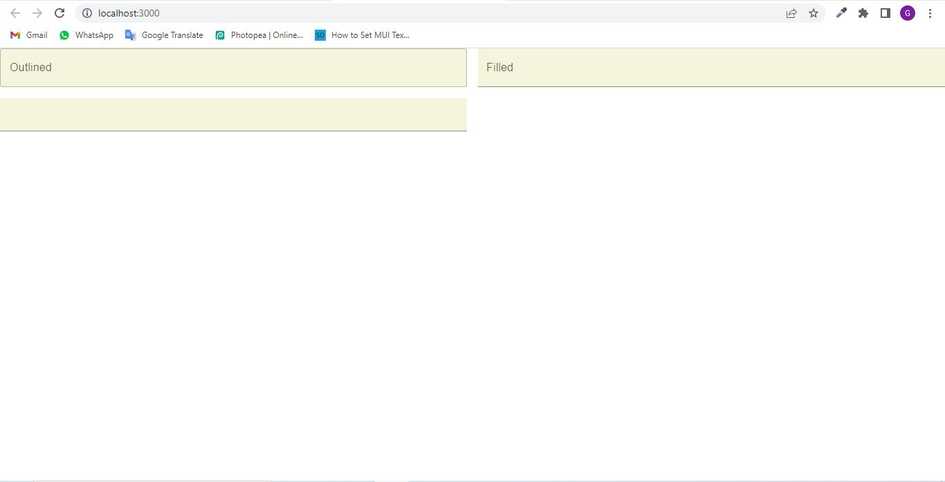 localhost:3000
G
Gmail WhatsApp Google Translate Photopea | Online... How to Set MUI Tex...
Outlined Filled